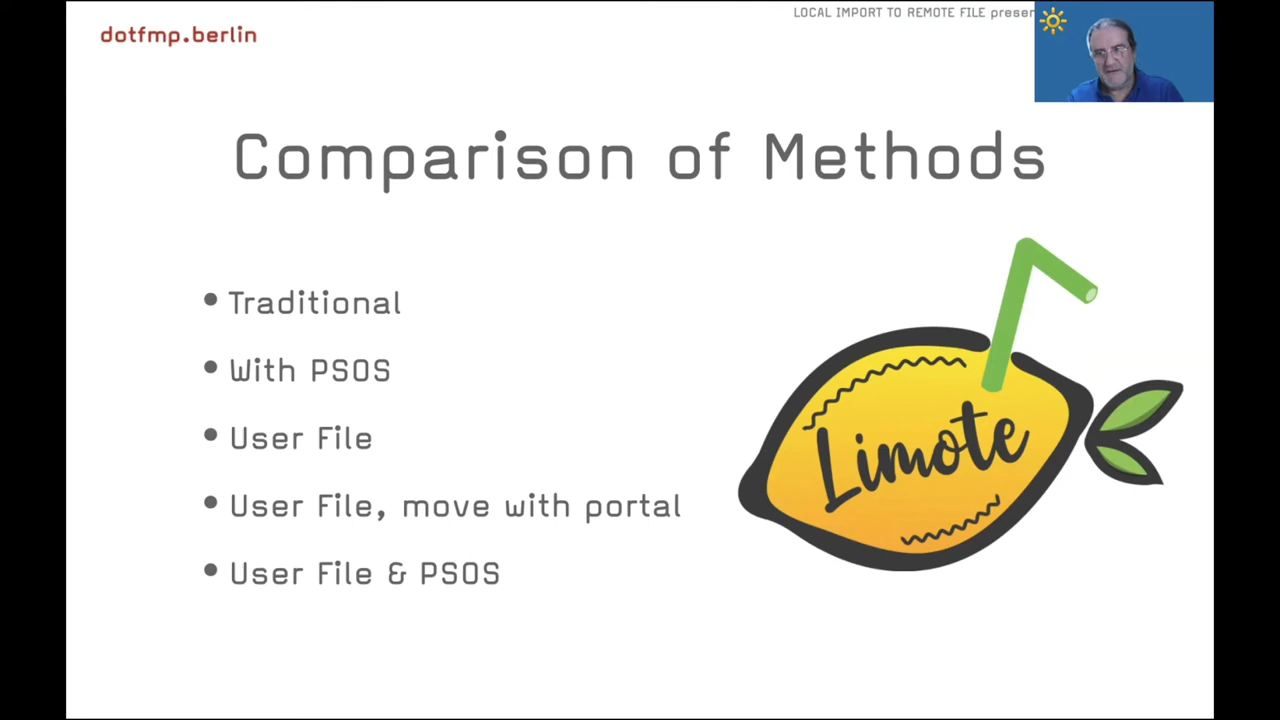 dotfmp.berlin
LOCAL IMPORT TO REMOTE FILE
Comparison of Methods
• Traditional
• With PSOS
• User File
• User File, move with portal
• User File & PSOS
Limote